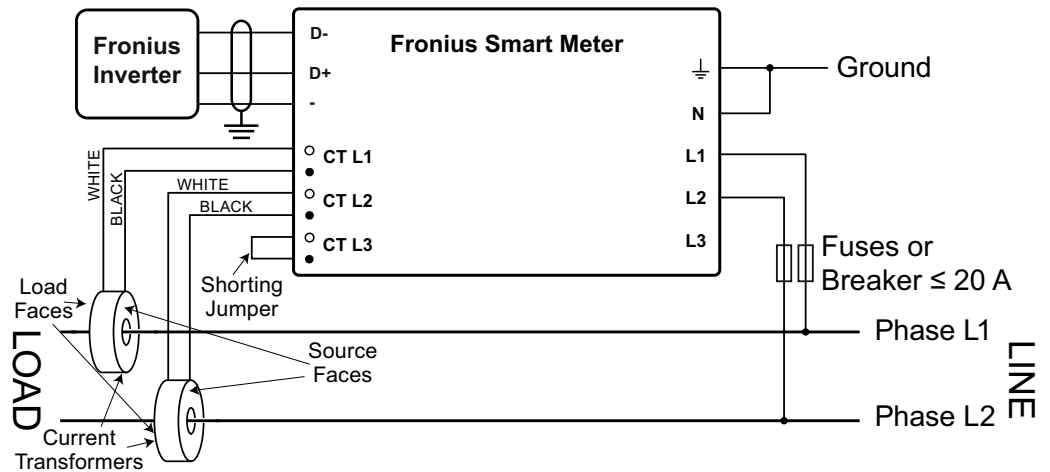 Fronius
Inverter
Fronius Smart Meter
D-
D+
-
⏚
N
L1
L2
L3
CT L1
CT L2
CT L3
Ground
WHITE
BLACK
WHITE
BLACK
Shorting
Jumper
Fuses or
Breaker ≤ 20 A
Load
Faces
Source
Faces
Current
Transformers
LOAD
LINE
Phase L1
Phase L2